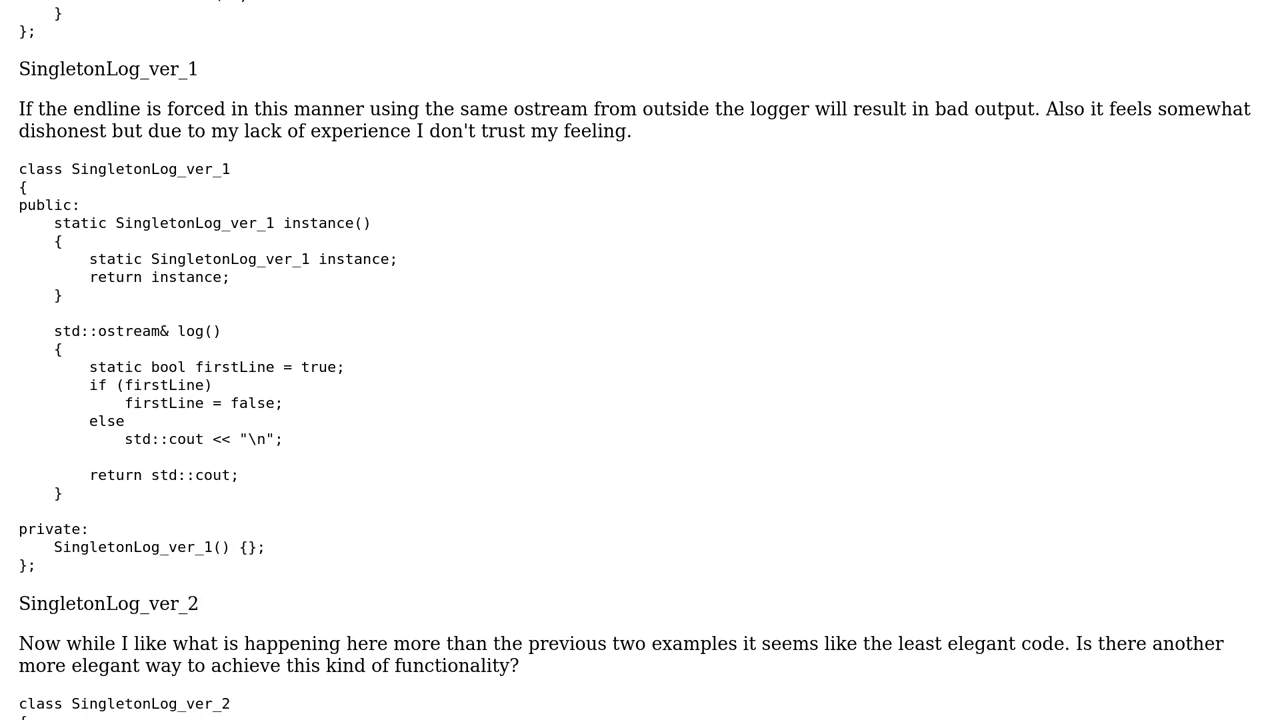 }
};
SingletonLog_ver_1
If the endline is forced in this manner using the same ostream from outside the logger will result in bad output. Also it feels somewhat
dishonest but due to my lack of experience I don't trust my feeling.
class SingletonLog_ver_1
{
public:
    static SingletonLog_ver_1 instance()
    {
        static SingletonLog_ver_1 instance;
        return instance;
    }
    std::ostream& log()
    {
        static bool firstLine = true;
        if (firstLine)
            firstLine = false;
        else
            std::cout << "\n";
        return std::cout;
    }
private:
    SingletonLog_ver_1() {};
};
SingletonLog_ver_2
Now while I like what is happening here more than the previous two examples it seems like the least elegant code. Is there another
more elegant way to achieve this kind of functionality?
class SingletonLog_ver_2
{